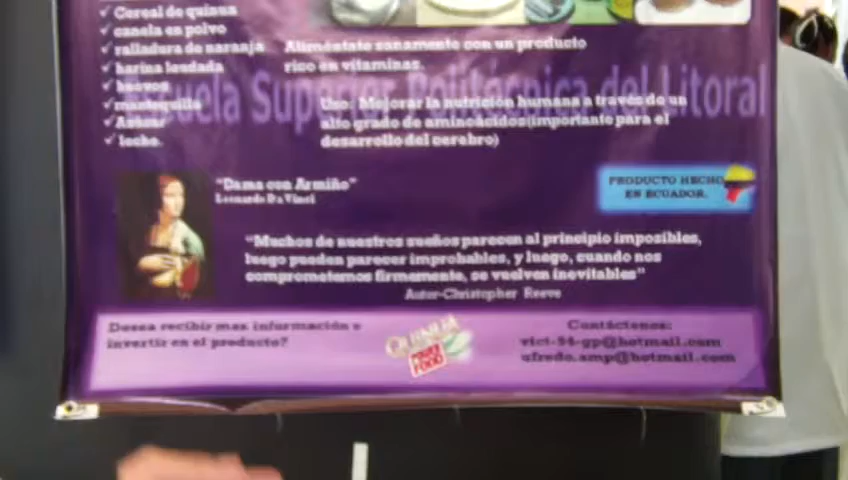 ✓ Cereal de quinua
✓ canela en polvo
✓ ralladura de naranja
✓ harina leudada
✓ huevos
✓ mantequilla
✓ Azúcar
✓ leche.
Aliméntate sanamente con un producto
rico en vitaminas.
Escuela Superior Politécnica del Litoral
Uso: Mejorar la nutrición humana a través de un
alto grado de aminoácidos(importante para el
desarrollo del cerebro)
"Dama con Armiño"
Leonardo Da Vinci
PRODUCTO HECHO
EN ECUADOR.
"Muchos de nuestros sueños parecen al principio imposibles,
luego pueden parecer improbables, y luego, cuando nos
comprometemos firmemente, se vuelven inevitables"
Autor-Christopher Reeve
Desea recibir mas información e
invertir en el producto?
QUINUA
FOOD
Contáctenos:
vici-94-gp@hotmail.com
ufredo.amp@hotmail.com